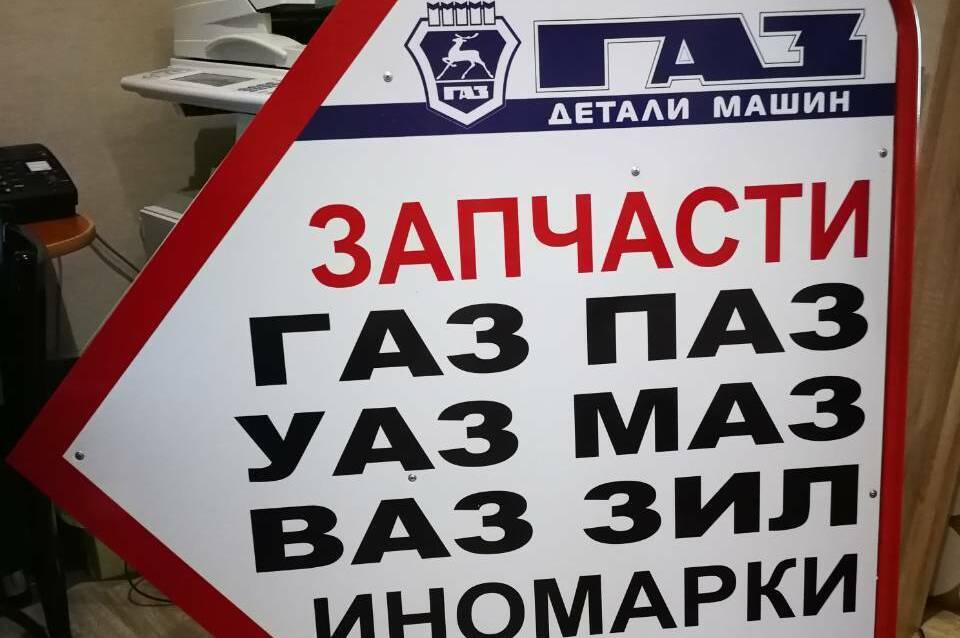 ГАЗ
ГАЗ
ДЕТАЛИ МАШИН
ЗАПЧАСТИ
ГАЗ ПАЗ
УАЗ МАЗ
ВАЗ ЗИЛ
ИНОМАРКИ